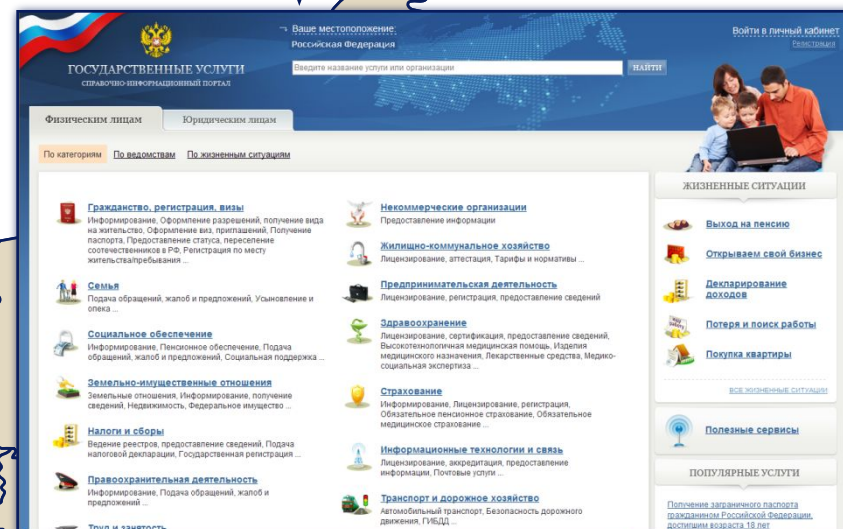 Ваше местоположение:
Российская Федерация
Войти в личный кабинет
Регистрация
ГОСУДАРСТВЕННЫЕ УСЛУГИ
СПРАВОЧНО-ИНФОРМАЦИОННЫЙ ПОРТАЛ
Введите название услуги или организации
НАЙТИ
Физическим лицам
Юридическим лицам
По категориям По ведомствам По жизненным ситуациям
Гражданство, регистрация, визы
Информирование, Оформление разрешений, получение вида
на жительство, Оформление виз, приглашений, Получение
паспорта, Предоставление статуса, переселение
соотечественников в РФ, Регистрация по месту
жительства/пребывания ...
Семья
Подача обращений, жалоб и предложений, Усыновление и
опека ...
Социальное обеспечение
Информирование, Пенсионное обеспечение, Подача
обращений, жалоб и предложений, Социальная поддержка ...
Земельно-имущественные отношения
Земельные отношения, Информирование, получение
сведений, Недвижимость, Федеральное имущество ...
Налоги и сборы
Ведение реестров, предоставление сведений, Подача
налоговой декларации, Государственная регистрация ...
Правоохранительная деятельность
Информирование, Подача обращений, жалоб и
предложений ...
Труд и занятость
Некоммерческие организации
Предоставление информации
Жилищно-коммунальное хозяйство
Лицензирование, аттестация, Тарифы и нормативы ...
Предпринимательская деятельность
Лицензирование, регистрация, предоставление сведений
Здравоохранение
Лицензирование, сертификация, предоставление сведений,
Высокотехнологичная медицинская помощь, Изделия
медицинского назначения, Лекарственные средства, Медико-
социальная экспертиза ...
Страхование
Информирование, Лицензирование, регистрация,
Обязательное пенсионное страхование, Обязательное
медицинское страхование ...
Информационные технологии и связь
Лицензирование, аккредитация, предоставление
информации, Почтовые услуги ...
Транспорт и дорожное хозяйство
Автомобильный транспорт, Безопасность дорожного
движения, ГИБДД ...
ЖИЗНЕННЫЕ СИТУАЦИИ
Выход на пенсию
Открываем свой бизнес
Декларирование
доходов
Потеря и поиск работы
Покупка квартиры
ВСЕ ЖИЗНЕННЫЕ СИТУАЦИИ
Полезные сервисы
ПОПУЛЯРНЫЕ УСЛУГИ
Получение заграничного паспорта
гражданином Российской Федерации,
достигшим возраста 18 лет